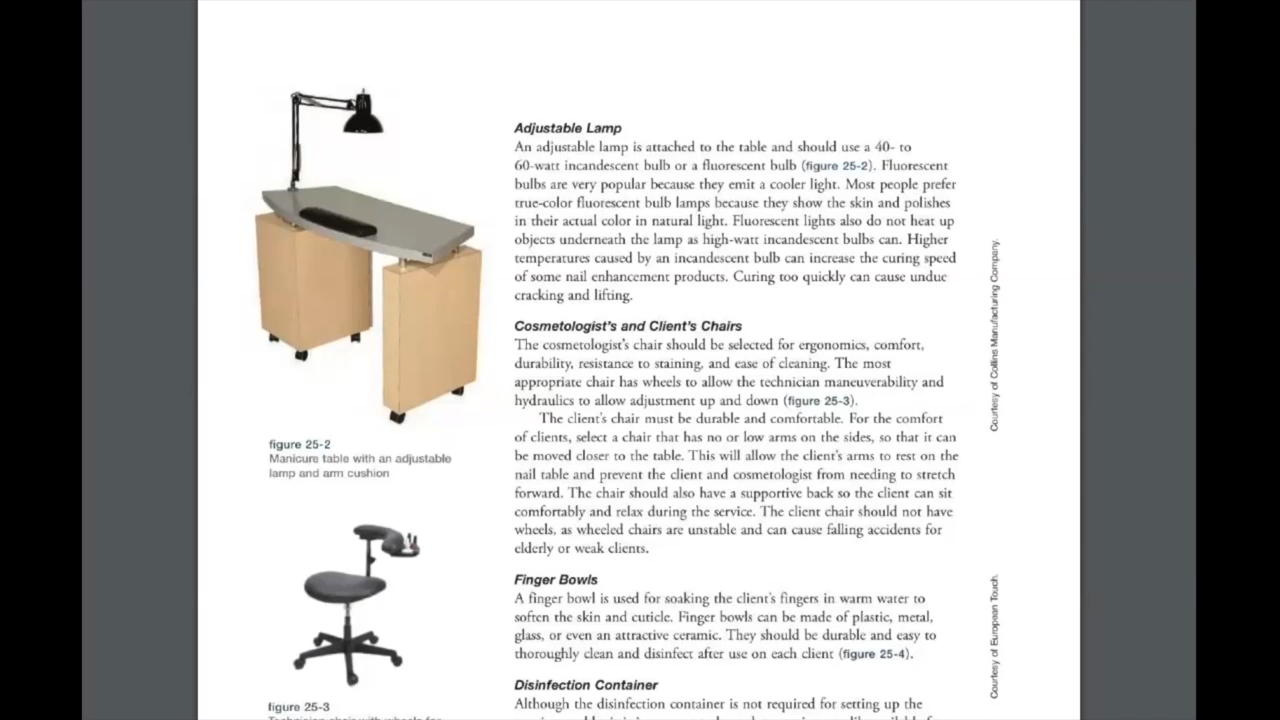 Adjustable Lamp
An adjustable lamp is attached to the table and should use a 40- to
60-watt incandescent bulb or a fluorescent bulb (figure 25-2). Fluorescent
bulbs are very popular because they emit a cooler light. Most people prefer
true-color fluorescent bulb lamps because they show the skin and polishes
in their actual color in natural light. Fluorescent lights also do not heat up
objects underneath the lamp as high-watt incandescent bulbs can. Higher
temperatures caused by an incandescent bulb can increase the curing speed
of some nail enhancement products. Curing too quickly can cause undue
cracking and lifting.
Cosmetologist's and Client's Chairs
The cosmetologist's chair should be selected for ergonomics, comfort,
durability, resistance to staining, and ease of cleaning. The most
appropriate chair has wheels to allow the technician maneuverability and
hydraulics to allow adjustment up and down (figure 25-3).
The client's chair must be durable and comfortable. For the comfort
of clients, select a chair that has no or low arms on the sides, so that it can
be moved closer to the table. This will allow the client's arms to rest on the
nail table and prevent the client and cosmetologist from needing to stretch
forward. The chair should also have a supportive back so the client can sit
comfortably and relax during the service. The client chair should not have
wheels, as wheeled chairs are unstable and can cause falling accidents for
elderly or weak clients.
Finger Bowls
A finger bowl is used for soaking the client's fingers in warm water to
soften the skin and cuticle. Finger bowls can be made of plastic, metal,
glass, or even an attractive ceramic. They should be durable and easy to
thoroughly clean and disinfect after use on each client (figure 25-4).
Disinfection Container
Although the disinfection container is not required for setting up the
figure 25-2
Manicure table with an adjustable
lamp and arm cushion
figure 25-3
Technician chair with wheels for
Courtesy of Collins Manufacturing Company.
Courtesy of European Touch.